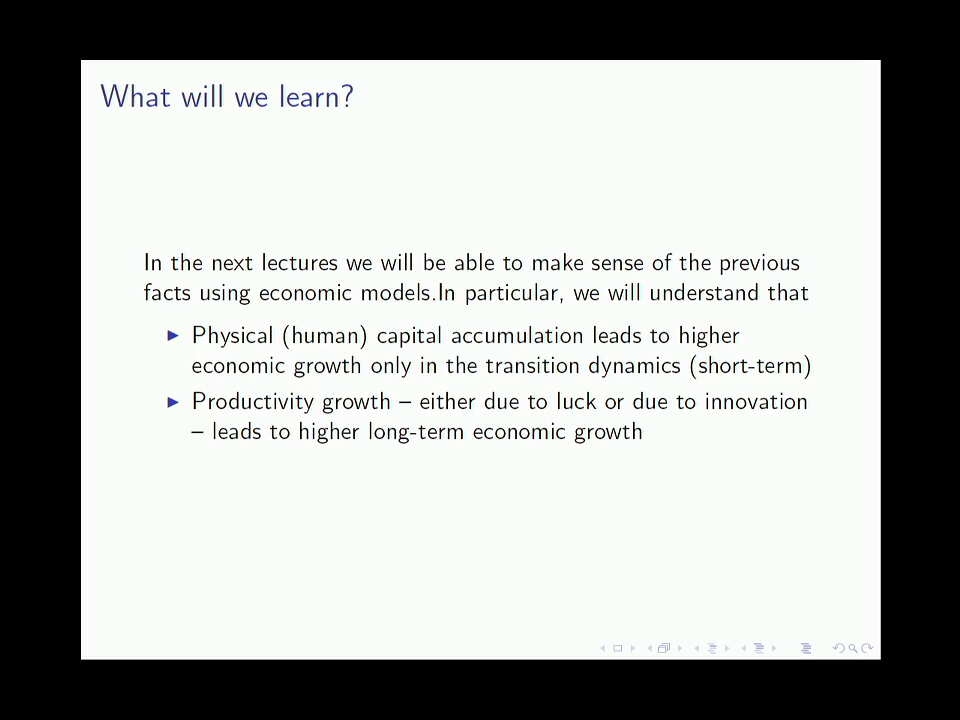 What will we learn?
In the next lectures we will be able to make sense of the previous
facts using economic models.In particular, we will understand that
Physical (human) capital accumulation leads to higher
economic growth only in the transition dynamics (short-term)
Productivity growth – either due to luck or due to innovation
– leads to higher long-term economic growth